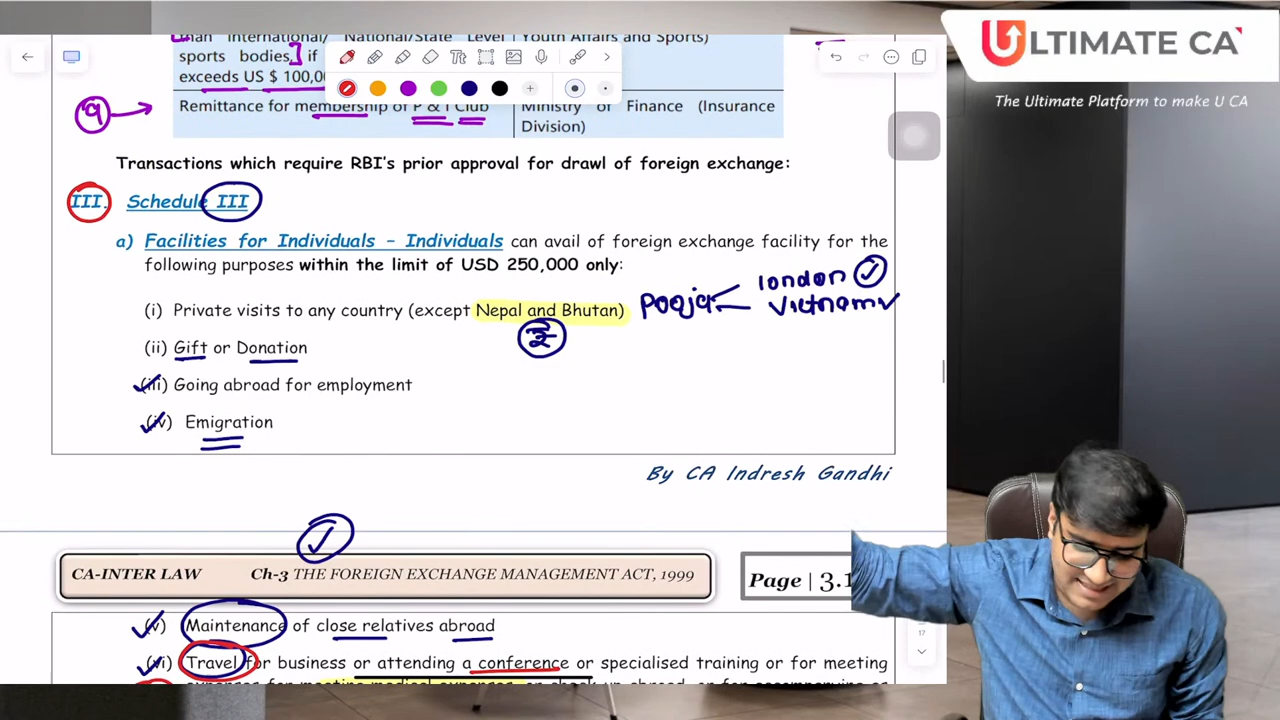 than International/ National/State Level
Youth Affairs and Sports)
sports bodies, if
exceeds US $ 100,00
9
Remittance for membership of P & I Club
Ministry of Finance (Insurance Division)
Transactions which require RBI's prior approval for drawl of foreign exchange:
III. Schedule III
a) Facilities for Individuals – Individuals can avail of foreign exchange facility for the
following purposes within the limit of USD 250,000 only:
(i) Private visits to any country (except Nepal and Bhutan)
Pooja
london
Vietnam
2
(ii) Gift or Donation
(iii) Going abroad for employment
(iv) Emigration
By CA Indresh Gandhi
CA-INTER LAW Ch-3 THE FOREIGN EXCHANGE MANAGEMENT ACT, 1999
Page | 3.1
(v) Maintenance of close relatives abroad
(vi) Travel for business or attending a conference or specialised training or for meeting
17
ULTIMATE CA
The Ultimate Platform to make U CA